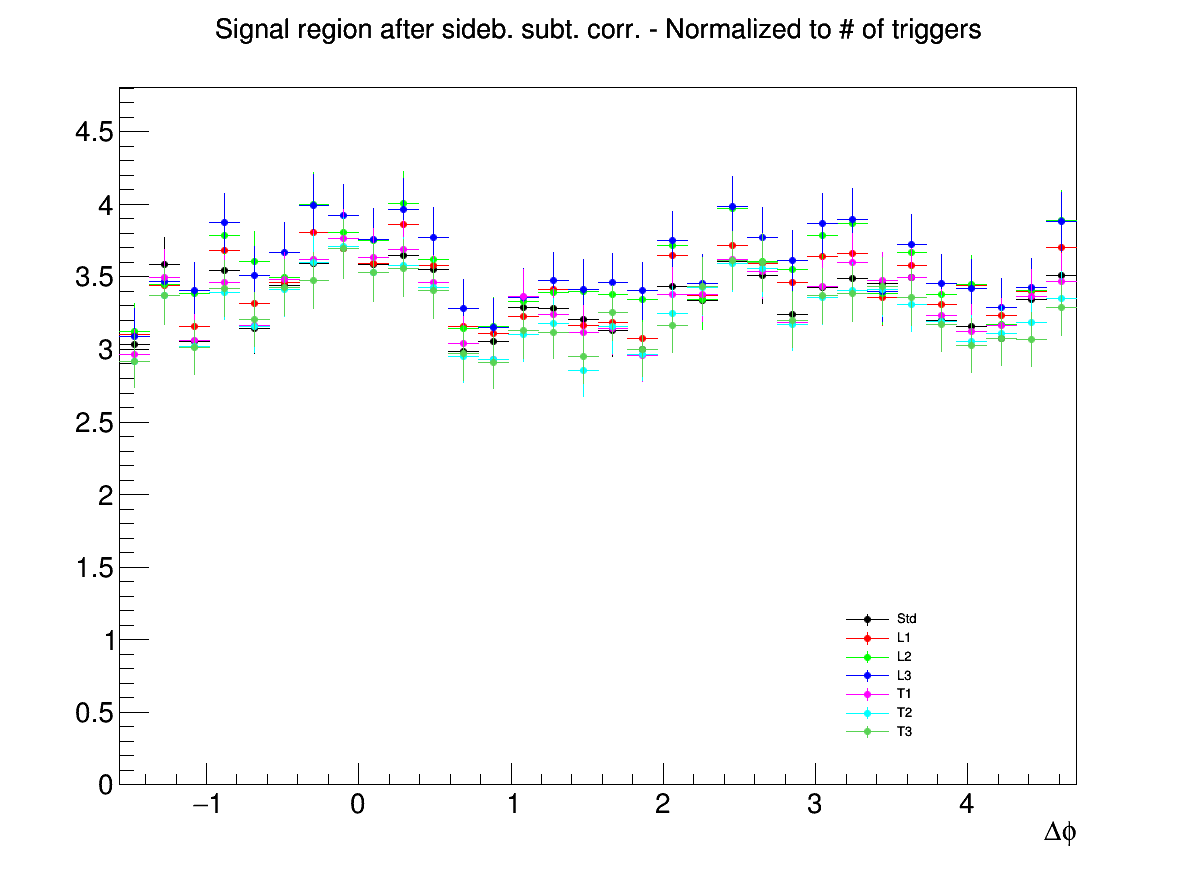 Signal region after sideb. subt. corr. - Normalized to # of triggers
4.5
4
3.5
3
2.5
2
1.5
1
0.5
0
−1 0 1 2 3 4
Δϕ
Std
L1
L2
L3
T1
T2
T3